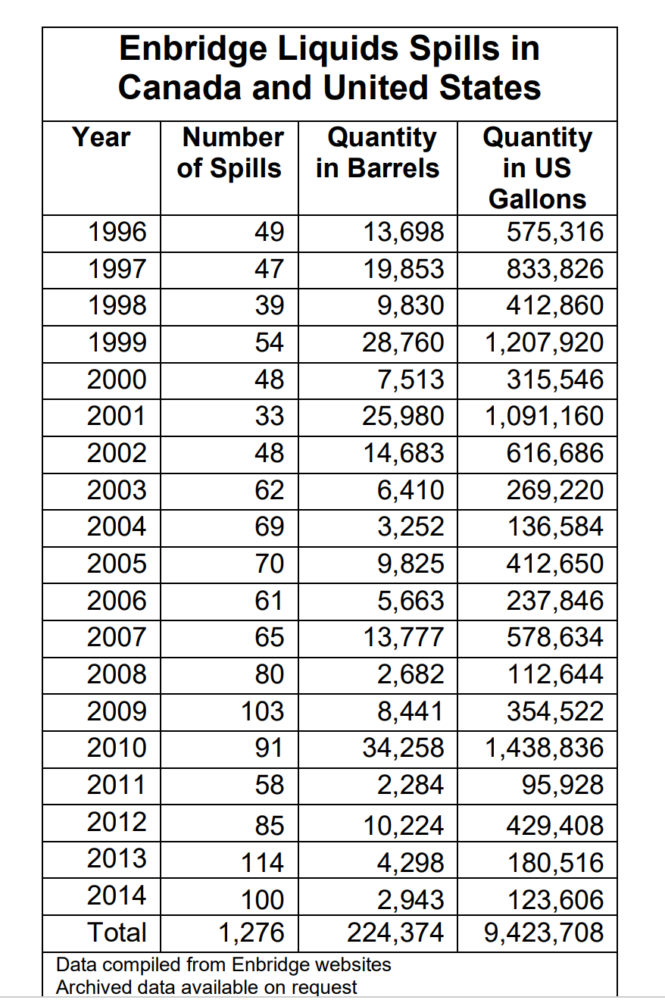 Enbridge Liquids Spills in
Canada and United States
Year Number Quantity Quantity
of Spills in Barrels in US
Gallons
1996 49 13,698 575,316
1997 47 19,853 833,826
1998 39 9,830 412,860
1999 54 28,760 1,207,920
2000 48 7,513 315,546
2001 33 25,980 1,091,160
2002 48 14,683 616,686
2003 62 6,410 269,220
2004 69 3,252 136,584
2005 70 9,825 412,650
2006 61 5,663 237,846
2007 65 13,777 578,634
2008 80 2,682 112,644
2009 103 8,441 354,522
2010 91 34,258 1,438,836
2011 58 2,284 95,928
2012 85 10,224 429,408
2013 114 4,298 180,516
2014 100 2,943 123,606
Total 1,276 224,374 9,423,708
Data compiled from Enbridge websites
Archived data available on request